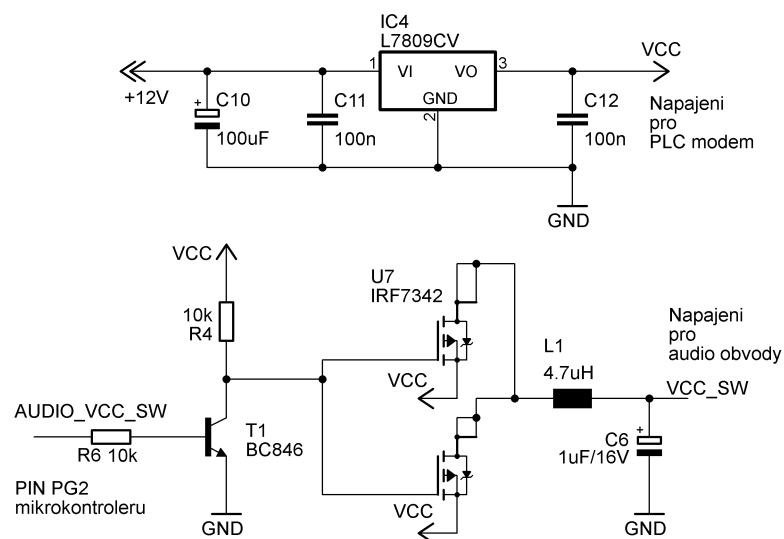 IC4
L7809CV
1
3
VI
VO
GND
2
VCC
+12V
+
C10
100uF
C11
100n
C12
100n
Napajeni
pro
PLC modem
GND
VCC
10k
R4
U7
IRF7342
VCC
L1
4.7uH
Napajeni
pro
audio obvody
VCC_SW
AUDIO_VCC_SW
R6 10k
T1
BC846
+
C6
1uF/16V
PIN PG2
mikrokontroleru
GND
VCC
GND